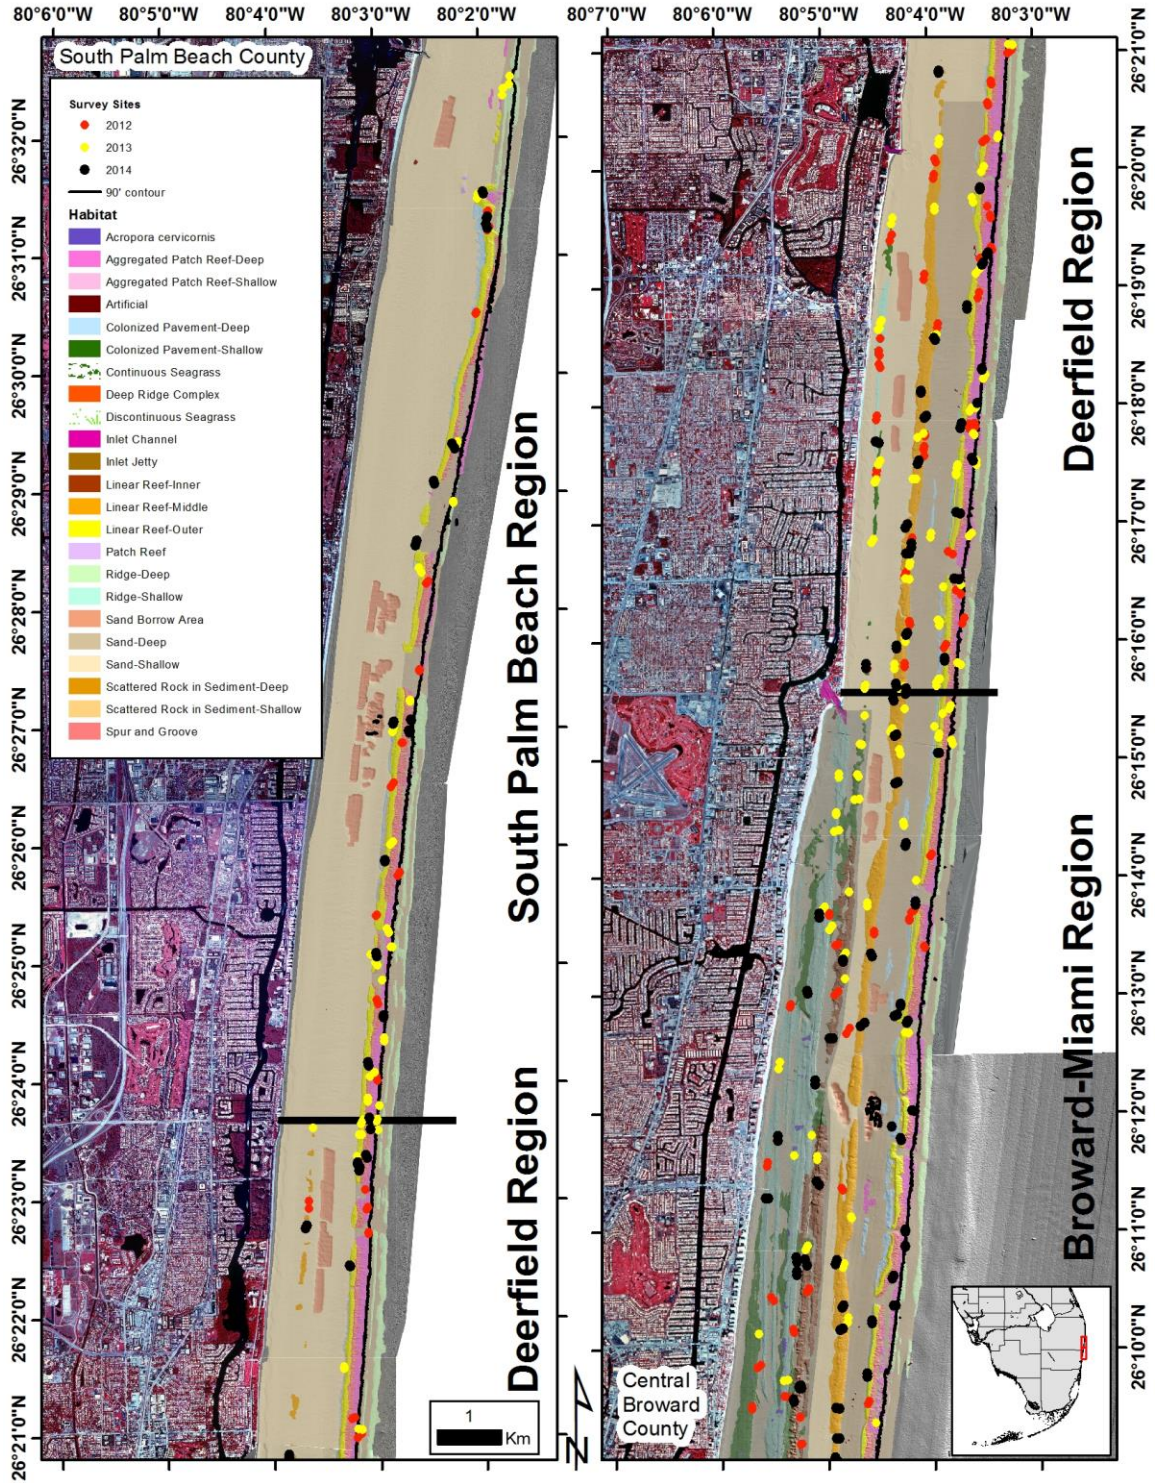 80°6'0"W 80°5'0"W 80°4'0"W 80°3'0"W 80°2'0"W
80°7'0"W 80°6'0"W 80°5'0"W 80°4'0"W 80°3'0"W
South Palm Beach County
Survey Sites
2012
2013
2014
90' contour
Habitat
Acropora cervicornis
Aggregated Patch Reef-Deep
Aggregated Patch Reef-Shallow
Artificial
Colonized Pavement-Deep
Colonized Pavement-Shallow
Continuous Seagrass
Deep Ridge Complex
Discontinuous Seagrass
Inlet Channel
Inlet Jetty
Linear Reef-Inner
Linear Reef-Middle
Linear Reef-Outer
Patch Reef
Ridge-Deep
Ridge-Shallow
Sand Borrow Area
Sand-Deep
Sand-Shallow
Scattered Rock in Sediment-Deep
Scattered Rock in Sediment-Shallow
Spur and Groove
26°32'0"N
26°31'0"N
26°30'0"N
26°29'0"N
26°28'0"N
26°27'0"N
26°26'0"N
26°25'0"N
26°24'0"N
26°23'0"N
26°22'0"N
26°21'0"N
South Palm Beach Region
Deerfield Region
1
Km
N
Deerfield Region
Broward-Miami Region
Central
Broward
County
26°21'0"N
26°20'0"N
26°19'0"N
26°18'0"N
26°17'0"N
26°16'0"N
26°15'0"N
26°14'0"N
26°13'0"N
26°12'0"N
26°11'0"N
26°10'0"N